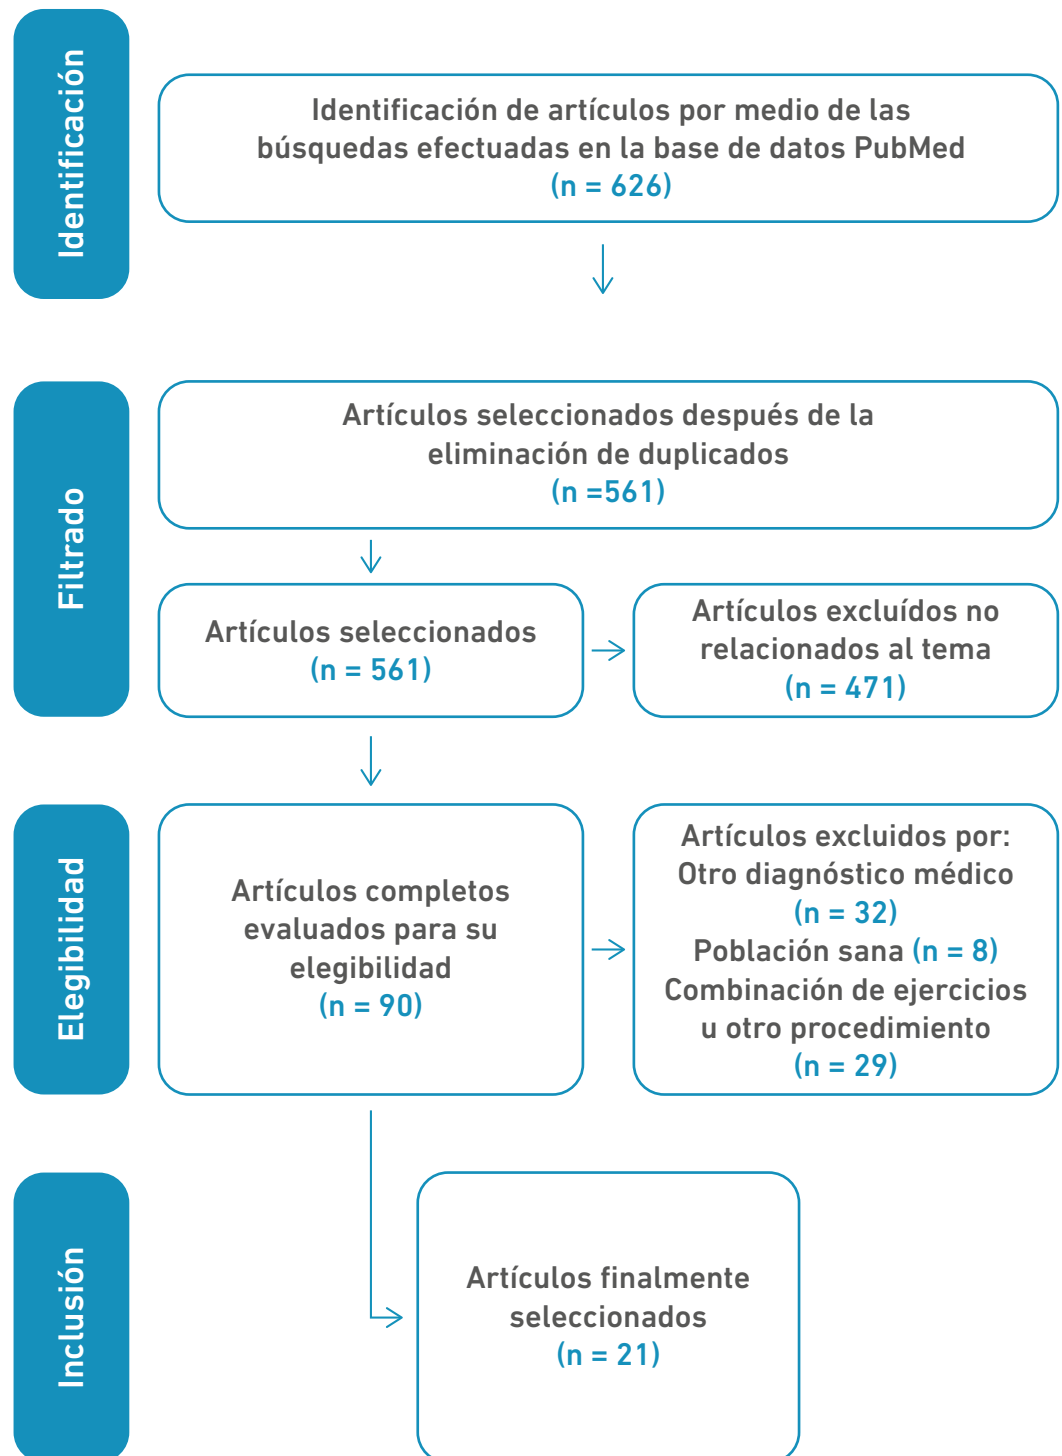 Identificación
Identificación de artículos por medio de las
búsquedas efectuadas en la base de datos PubMed
(n = 626)
Filtrado
Artículos seleccionados después de la
eliminación de duplicados
(n =561)
Artículos seleccionados
(n = 561)
Artículos excluídos no
relacionados al tema
(n = 471)
Elegibilidad
Artículos completos
evaluados para su
elegibilidad
(n = 90)
Artículos excluidos por:
Otro diagnóstico médico
(n = 32)
Población sana (n = 8)
Combinación de ejercicios
u otro procedimiento
(n = 29)
Inclusión
Artículos finalmente
seleccionados
(n = 21)